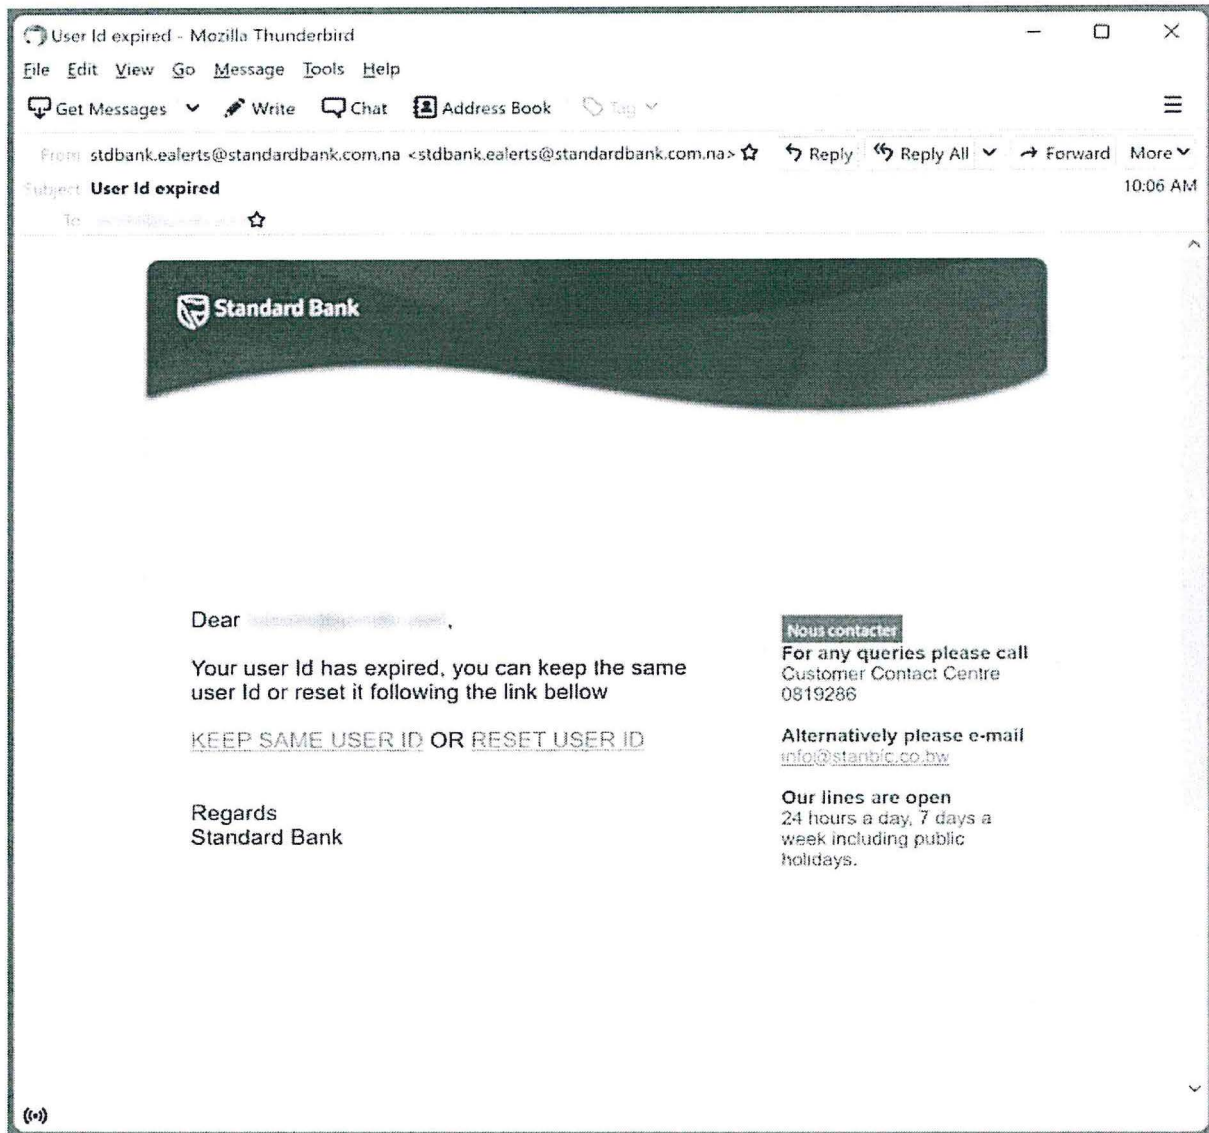 User Id expired - Mozilla Thunderbird
File Edit View Go Message Tools Help
Get Messages Write Chat Address Book Tag
From stdbank.ealerts@standardbank.com.na <stdbank.ealerts@standardbank.com.na> Reply Reply All Forward More
Subject User Id expired 10:06 AM
To
Standard Bank
Dear ,
Your user Id has expired, you can keep the same
user Id or reset it following the link bellow
KEEP SAME USER ID OR RESET USER ID
Regards
Standard Bank
Nous contacter
For any queries please call
Customer Contact Centre
0819286
Alternatively please e-mail
info@stanbic.co.bw
Our lines are open
24 hours a day, 7 days a
week including public
holidays.